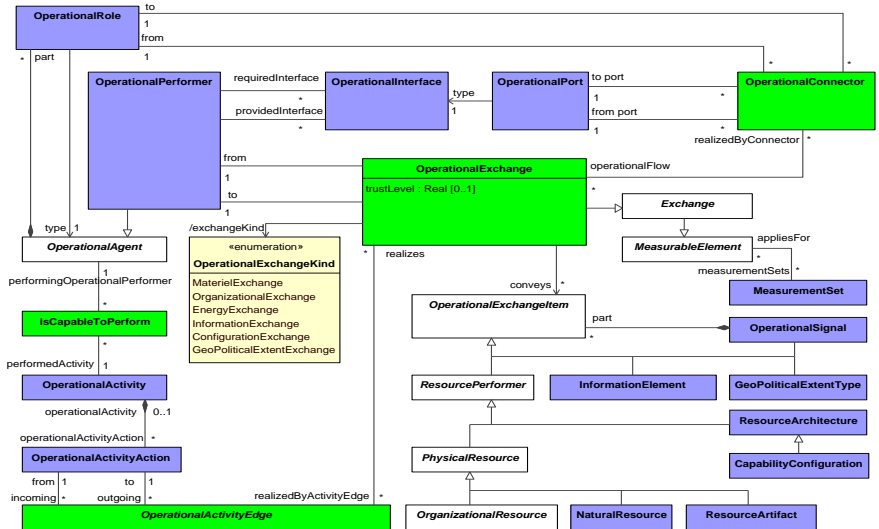 to
OperationalRole
1
from
* part
1
*
*
OperationalPerformer
requiredInterface
OperationalInterface
OperationalPort
to port
OperationalConnector
*
type
1
*
providedInterface
1
from port
*
1
*
realizedByConnector
*
from
OperationalExchange
operationalFlow
1
trustLevel : Real [0..1]
*
to
Exchange
1
/exchangeKind
type
1
OperationalAgent
«enumeration»
*
realizes
MeasurableElement
appliesFor
*
OperationalExchangeKind
measurementSets
*
1
performingOperationalPerformer
MaterielExchange
conveys
*
MeasurementSet
*
OrganizationalExchange
OperationalExchangeItem
EnergyExchange
part
IsCapableToPerform
InformationExchange
OperationalSignal
*
ConfigurationExchange
*
GeoPoliticalExtentExchange
performedActivity
1
OperationalActivity
ResourcePerformer
InformationElement
GeoPoliticalExtentType
operationalActivity
0..1
ResourceArchitecture
operationalActivityAction
*
OperationalActivityAction
PhysicalResource
CapabilityConfiguration
from
1
to
1
incoming
*
outgoing
*
realizedByActivityEdge
*
OperationalActivityEdge
OrganizationalResource
NaturalResource
ResourceArtifact